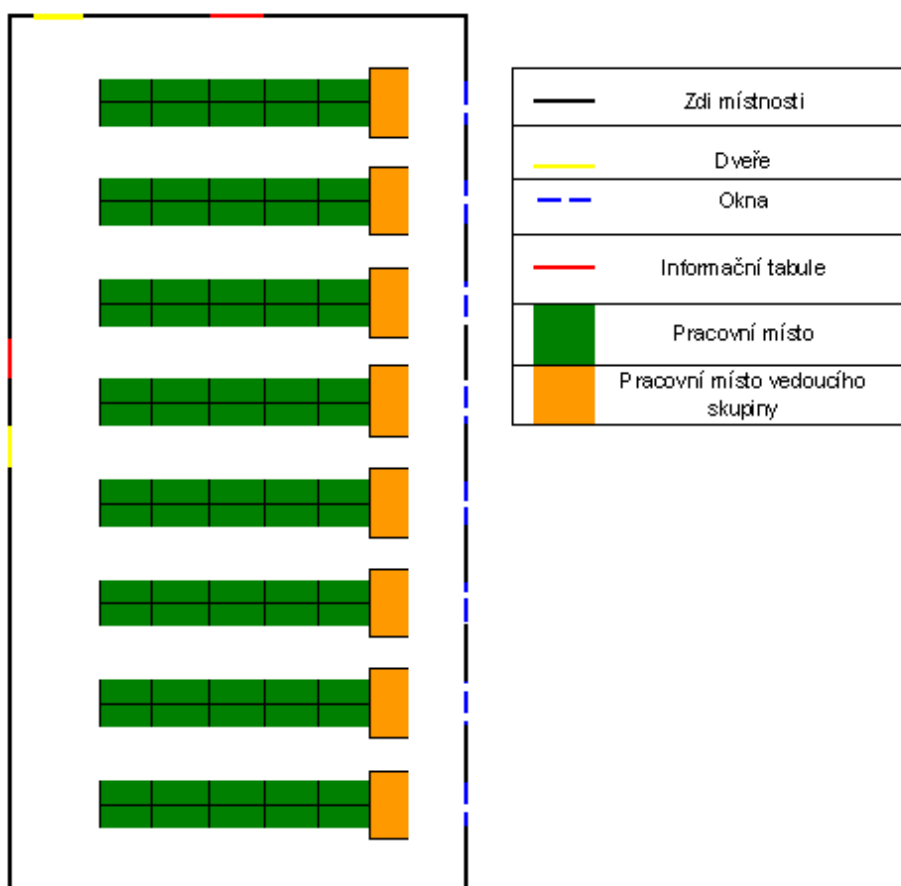 Zdi místnosti
Dveře
Okna
Informační tabule
Pracovní místo
Pracovní místo vedoucího
skupiny